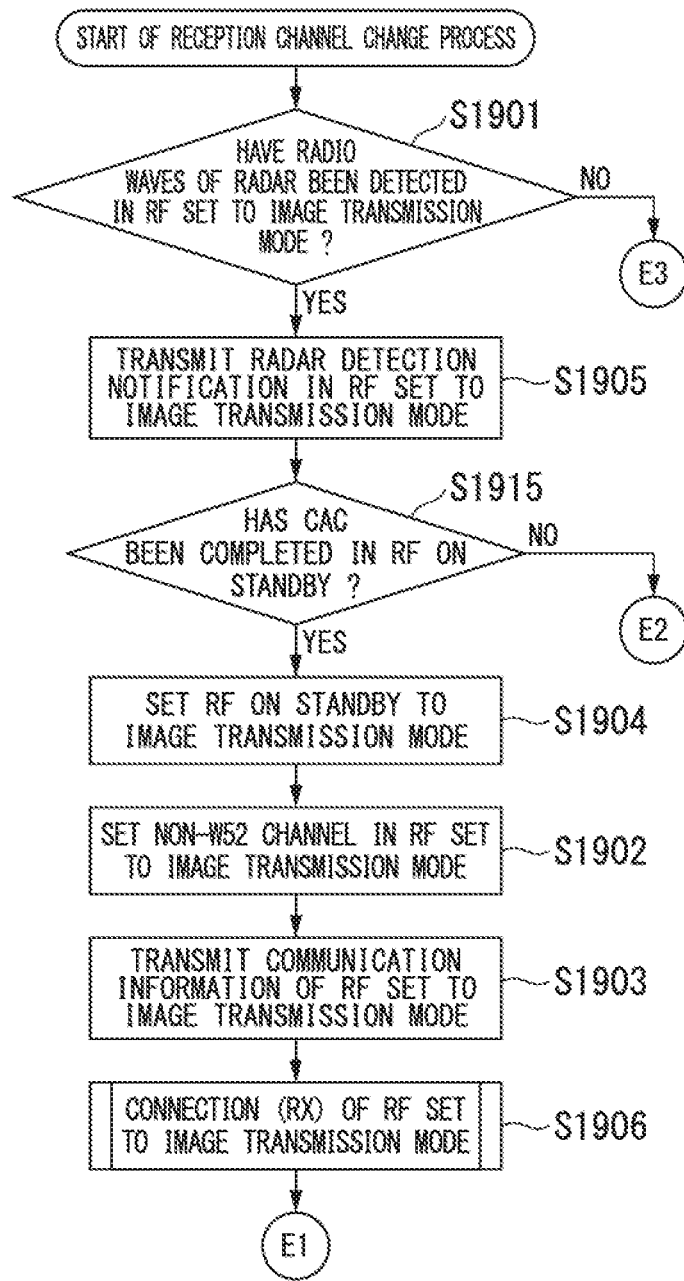 START OF RECEPTION CHANNEL CHANGE PROCESS
S1901
HAVE RADIO
WAVES OF RADAR BEEN DETECTED
IN RF SET TO IMAGE TRANSMISSION
MODE ?
NO
E3
YES
TRANSMIT RADAR DETECTION
NOTIFICATION IN RF SET TO
IMAGE TRANSMISSION MODE
S1905
S1915
HAS CAC
BEEN COMPLETED IN RF ON
STANDBY ?
NO
E2
YES
SET RF ON STANDBY TO
IMAGE TRANSMISSION MODE
S1904
SET NON-W52 CHANNEL IN RF SET
TO IMAGE TRANSMISSION MODE
S1902
TRANSMIT COMMUNICATION
INFORMATION OF RF SET TO
IMAGE TRANSMISSION MODE
S1903
CONNECTION (RX) OF RF SET
TO IMAGE TRANSMISSION MODE
S1906
E1